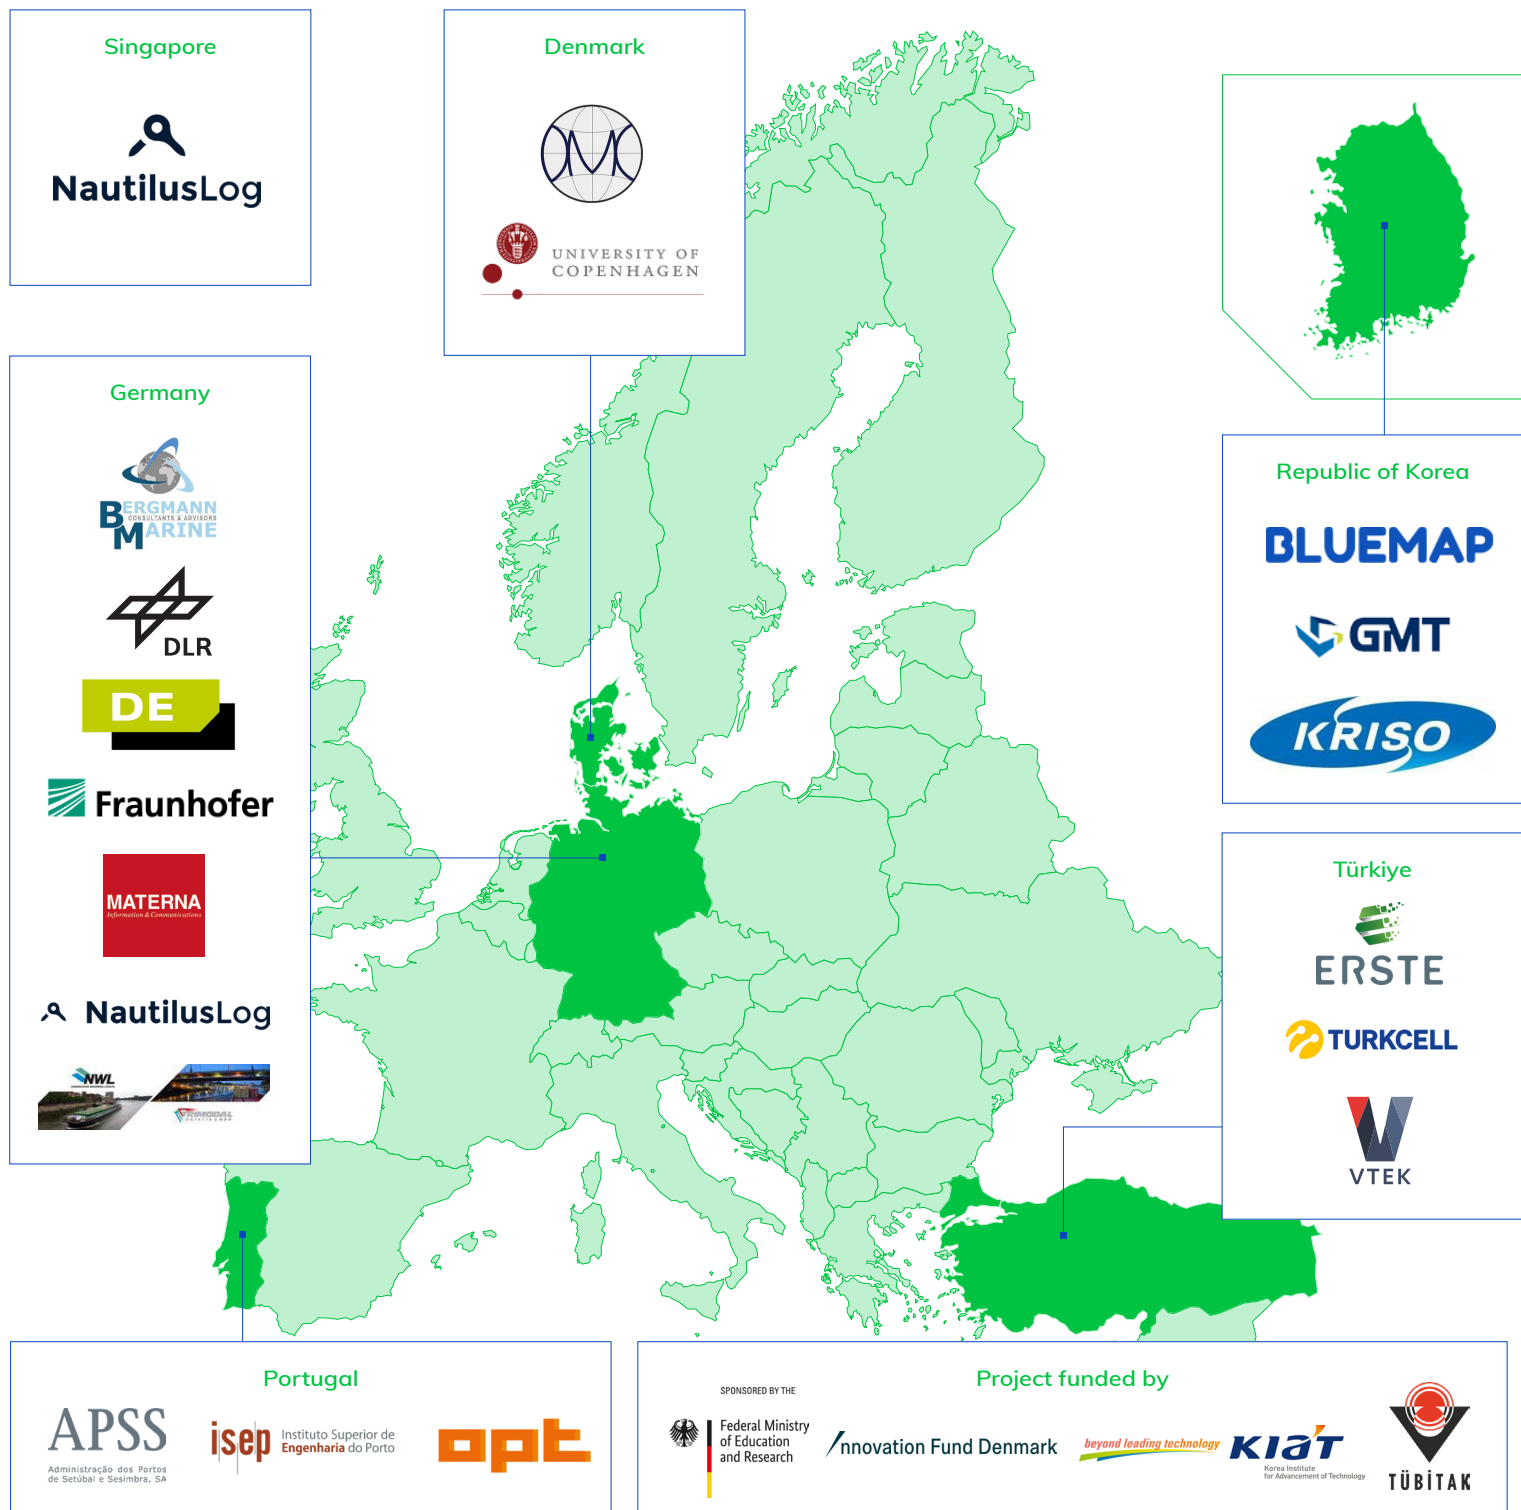 Singapore
NautilusLog
Denmark
UNIVERSITY OF
COPENHAGEN
Germany
BERGMANN
CONSULTANTS & ADVISORS
MARINE
DLR
DE
Fraunhofer
MATERNA
Information & Communications
NautilusLog
NWL
TRIMODAL
Republic of Korea
BLUEMAP
GMT
KRISO
Türkiye
ERSTE
TURKCELL
VTEK
Portugal
APSS
Administração dos Portos
de Setúbal e Sesimbra, SA
isep
Instituto Superior de
Engenharia do Porto
opt
Project funded by
SPONSORED BY THE
Federal Ministry
of Education
and Research
Innovation Fund Denmark
beyond leading technology
KIAT
Korea Institute
for Advancement of Technology
TÜBİTAK